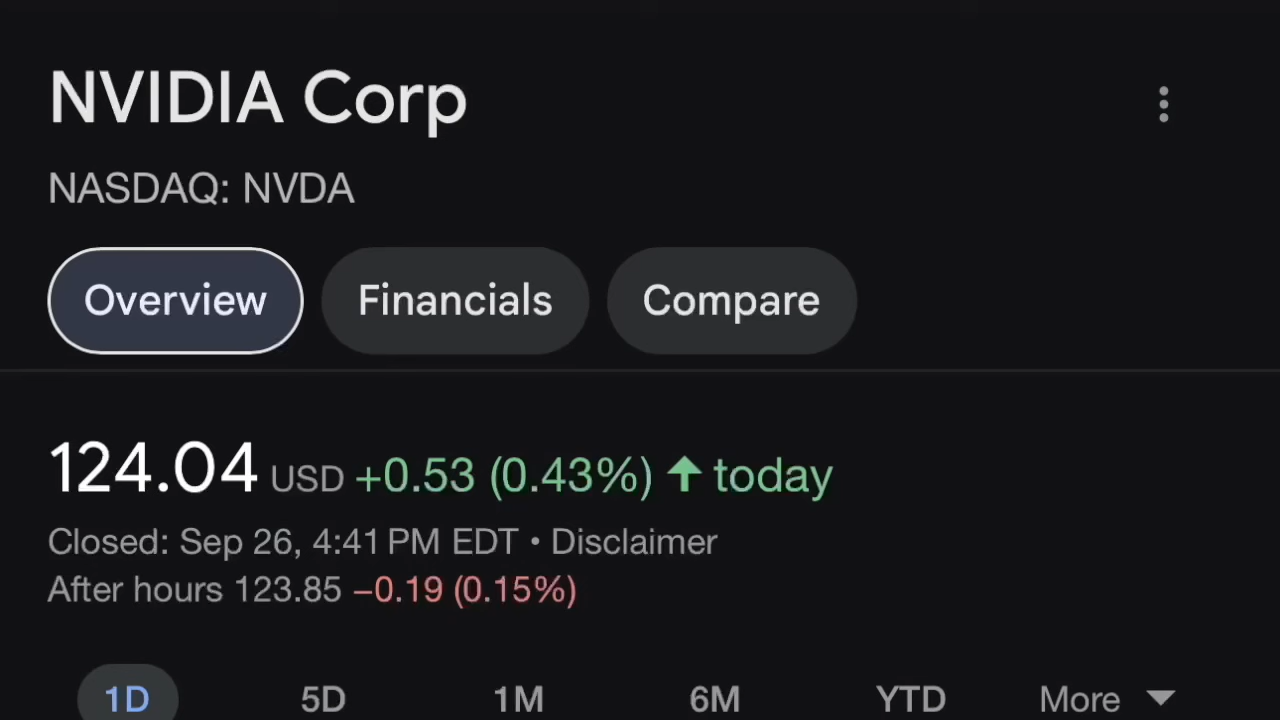 NVIDIA Corp
NASDAQ: NVDA
Overview Financials Compare
124.04 USD +0.53 (0.43%) ↑ today
Closed: Sep 26, 4:41 PM EDT • Disclaimer
After hours 123.85 −0.19 (0.15%)
1D 5D 1M 6M YTD More